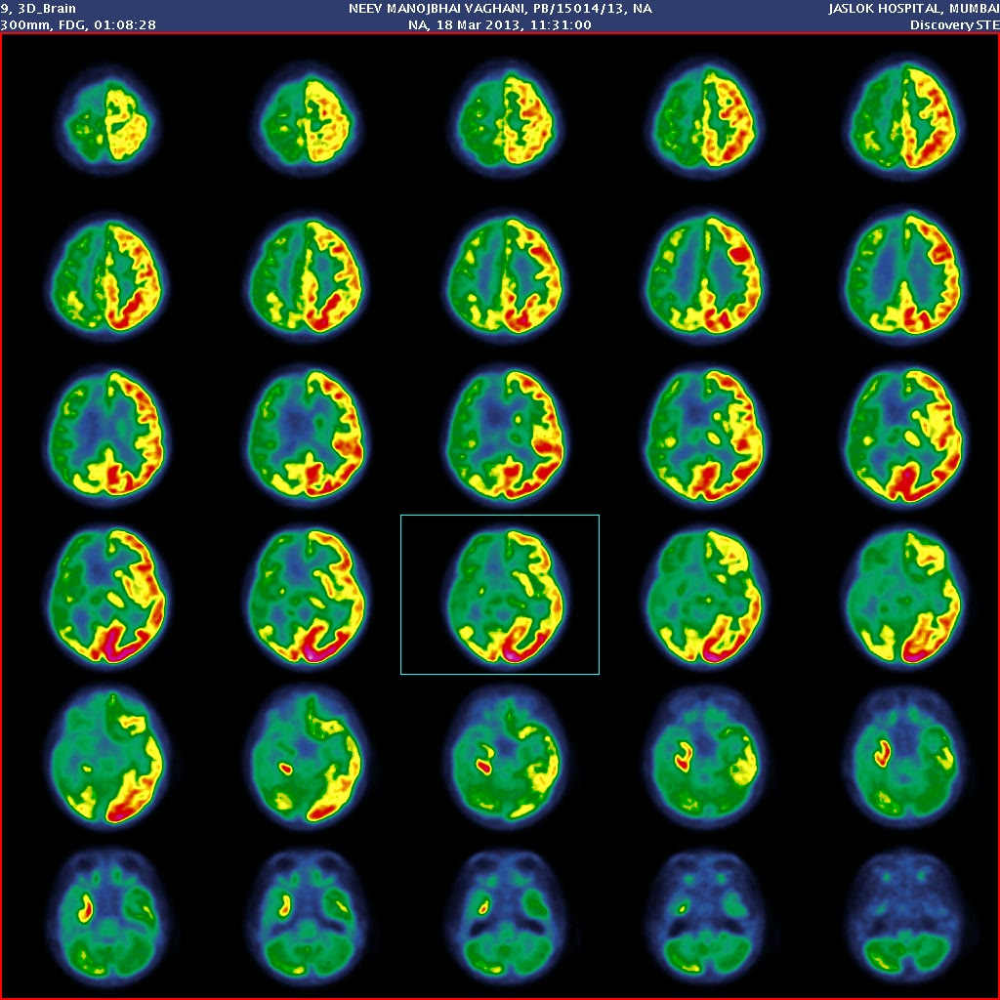 9, 3D_Brain
NEEV MANOJBHAI VAGHANI, PB/15014/13, NA
JASLOK HOSPITAL, MUMBAI
300mm, FDG, 01:08:28
NA, 18 Mar 2013, 11:31:00
Discovery STE